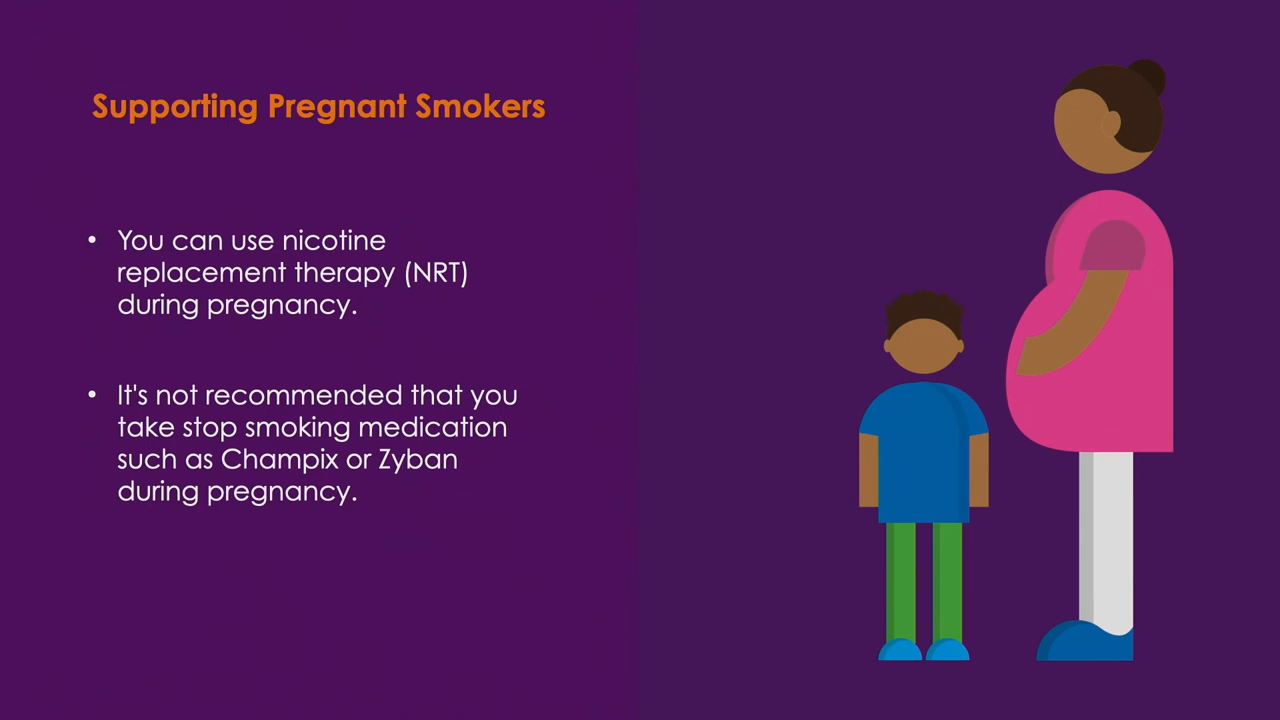 Supporting Pregnant Smokers
• You can use nicotine
replacement therapy (NRT)
during pregnancy.
• It's not recommended that you
take stop smoking medication
such as Champix or Zyban
during pregnancy.